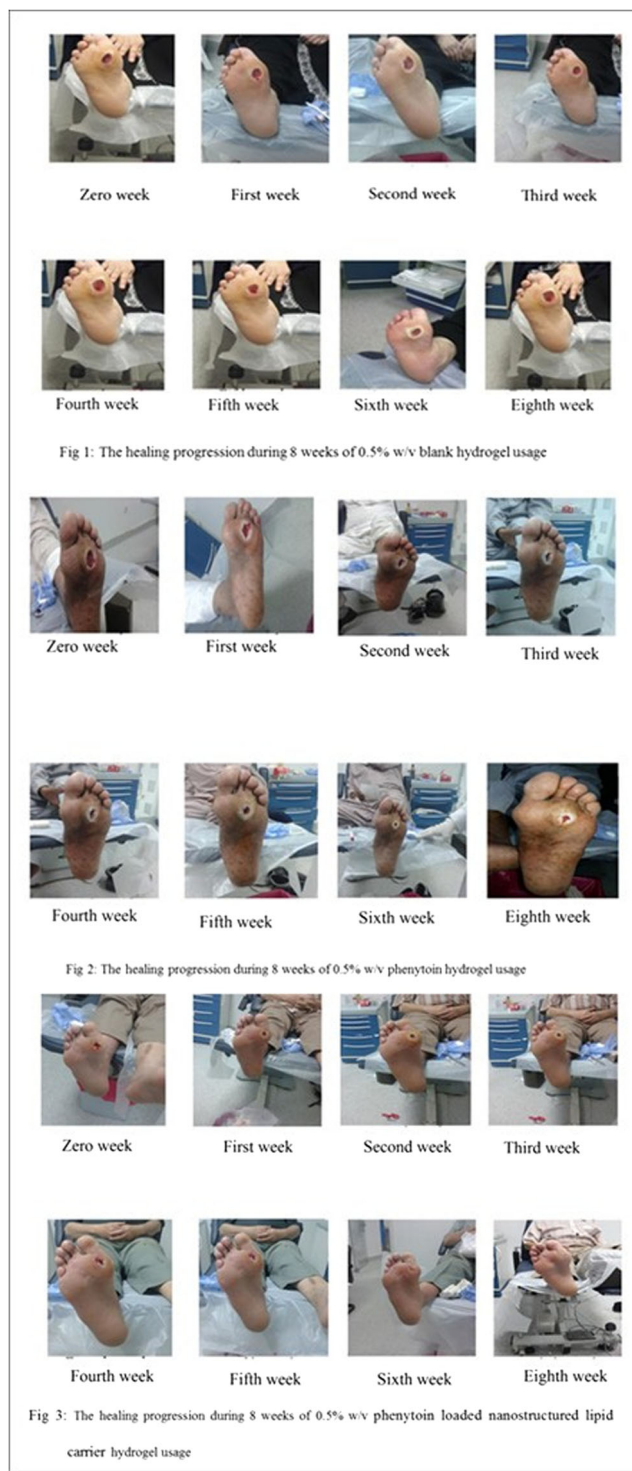 Zero week First week Second week Third week
Fourth week Fifth week Sixth week Eighth week
Fig 1: The healing progression during 8 weeks of 0.5% w/v blank hydrogel usage
Zero week First week Second week Third week
Fourth week Fifth week Sixth week Eighth week
Fig 2: The healing progression during 8 weeks of 0.5% w/v phenytoin hydrogel usage
Zero week First week Second week Third week
Fourth week Fifth week Sixth week Eighth week
Fig 3: The healing progression during 8 weeks of 0.5% w/v phenytoin loaded nanostructured lipid
carrier hydrogel usage